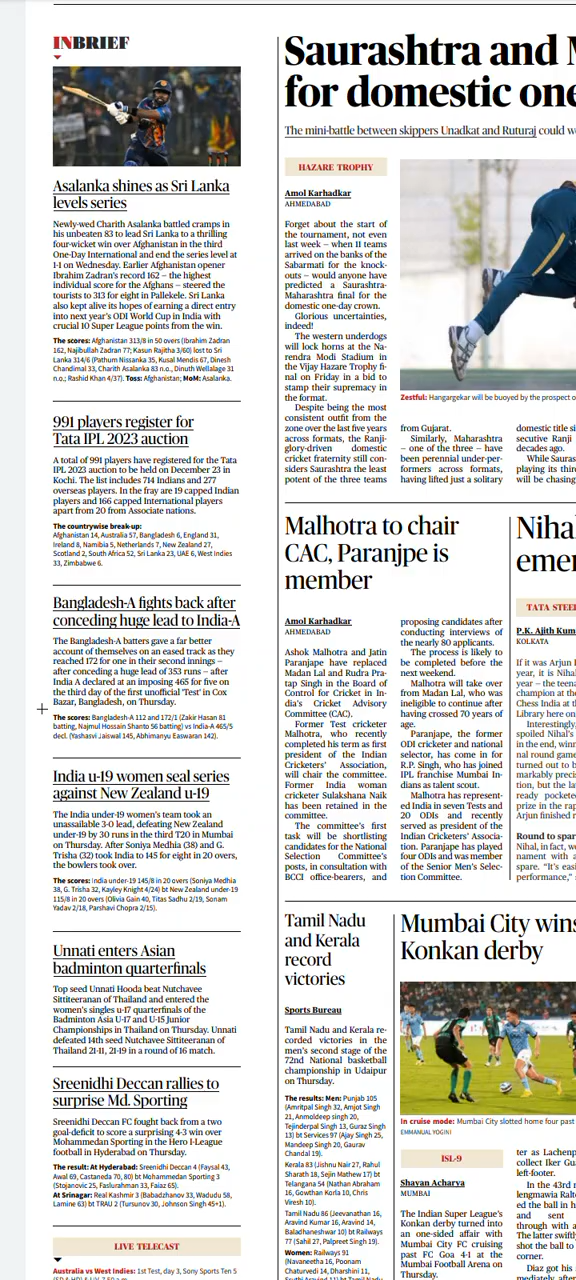 INBRIEF
Asalanka shines as Sri Lanka
levels series
Newly-wed Charith Asalanka battled cramps in
his unbeaten 83 to lead Sri Lanka to a thrilling
four-wicket win over Afghanistan in the third
One-Day International and end the series level at
1-1 on Wednesday. Earlier Afghanistan opener
Ibrahim Zadran's record 162 — the highest
individual score for the Afghans — steered the
tourists to 313 for eight in Pallekele. Sri Lanka
also kept alive its hopes of earning a direct entry
into next year's ODI World Cup in India with
crucial 10 Super League points from the win.
The scores: Afghanistan 313/8 in 50 overs (Ibrahim Zadran
162, Najibullah Zadran 77; Kasun Rajitha 3/60) lost to Sri
Lanka 314/6 (Pathum Nissanka 35, Kusal Mendis 67, Dinesh
Chandimal 33, Charith Asalanka 83 n.o., Dinuth Wellalage 31
n.o.; Rashid Khan 4/37). Toss: Afghanistan; MoM: Asalanka.
991 players register for
Tata IPL 2023 auction
A total of 991 players have registered for the Tata
IPL 2023 auction to be held on December 23 in
Kochi. The list includes 714 Indians and 277
overseas players. In the fray are 19 capped Indian
players and 166 capped International players
apart from 20 from Associate nations.
The countrywise break-up:
Afghanistan 14, Australia 57, Bangladesh 6, England 31,
Ireland 8, Namibia 5, Netherlands 7, New Zealand 27,
Scotland 2, South Africa 52, Sri Lanka 23, UAE 6, West Indies
33, Zimbabwe 6.
Bangladesh-A fights back after
conceding huge lead to India-A
The Bangladesh-A batters gave a far better
account of themselves on an eased track as they
reached 172 for one in their second innings —
after conceding a huge lead of 353 runs — after
India A declared at an imposing 465 for five on
the third day of the first unofficial 'Test' in Cox
Bazar, Bangladesh, on Thursday.
The scores: Bangladesh-A 112 and 172/1 (Zakir Hasan 81
batting, Najmul Hossain Shanto 56 batting) vs India-A 465/5
decl. (Yashasvi Jaiswal 145, Abhimanyu Easwaran 142).
India u-19 women seal series
against New Zealand u-19
The India under-19 women's team took an
unassailable 3-0 lead, defeating New Zealand
under-19 by 30 runs in the third T20 in Mumbai
on Thursday. After Soniya Medhia (38) and G.
Trisha (32) took India to 145 for eight in 20 overs,
the bowlers took over.
The scores: India under-19 145/8 in 20 overs (Soniya Medhia
38, G. Trisha 32, Kayley Knight 4/24) bt New Zealand under-19
115/8 in 20 overs (Olivia Gain 40, Titas Sadhu 2/19, Sonam
Yadav 2/18, Parshavi Chopra 2/15).
Unnati enters Asian
badminton quarterfinals
Top seed Unnati Hooda beat Nutchavee
Sittiteeranan of Thailand and entered the
women's singles u-17 quarterfinals of the
Badminton Asia U-17 and U-15 Junior
Championships in Thailand on Thursday. Unnati
defeated 14th seed Nutchavee Sittiteeranan of
Thailand 21-11, 21-19 in a round of 16 match.
Sreenidhi Deccan rallies to
surprise Md. Sporting
Sreenidhi Deccan FC fought back from a two
goal-deficit to score a surprising 4-3 win over
Mohammedan Sporting in the Hero I-League
football in Hyderabad on Thursday.
The result: At Hyderabad: Sreenidhi Deccan 4 (Faysal 43,
Awal 69, Castaneda 70, 80) bt Mohammedan Sporting 3
(Stojanovic 25, Faslurahman 33, Faiaz 65).
At Srinagar: Real Kashmir 3 (Babadzhanov 33, Wadudu 58,
Lamine 63) bt TRAU 2 (Tursunov 30, Johnson Singh 45+1).
LIVE TELECAST
Australia vs West Indies: 1st Test, day 3, Sony Sports Ten 5
Saurashtra and M
for domestic one
The mini-battle between skippers Unadkat and Ruturaj could w
HAZARE TROPHY
Amol Karhadkar
AHMEDABAD
Forget about the start of
the tournament, not even
last week — when 11 teams
arrived on the banks of the
Sabarmati for the knock-
outs — would anyone have
predicted a Saurashtra-
Maharashtra final for the
domestic one-day crown.
Glorious uncertainties,
indeed!
The western underdogs
will lock horns at the Na-
rendra Modi Stadium in
the Vijay Hazare Trophy fi-
nal on Friday in a bid to
stamp their supremacy in
the format.
Despite being the most
consistent outfit from the
zone over the last five years
across formats, the Ranji-
glory-driven domestic
cricket fraternity still con-
siders Saurashtra the least
potent of the three teams
Zestful: Hangargekar will be buoyed by the prospect o
from Gujarat.
Similarly, Maharashtra
— one of the three — have
been perennial under-per-
formers across formats,
having lifted just a solitary
domestic title si
secutive Ranji
decades ago.
While Sauras
playing its thir
will be chasing
Malhotra to chair
CAC, Paranjpe is
member
Amol Karhadkar
AHMEDABAD
Ashok Malhotra and Jatin
Paranjpe have replaced
Madan Lal and Rudra Pra-
tap Singh in the Board of
Control for Cricket in In-
dia's Cricket Advisory
Committee (CAC).
Former Test cricketer
Malhotra, who recently
completed his term as first
president of the Indian
Cricketers' Association,
will chair the committee.
Former India woman
cricketer Sulakshana Naik
has been retained in the
committee.
The committee's first
task will be shortlisting
candidates for the National
Selection Committee's
posts, in consultation with
BCCI office-bearers, and
proposing candidates after
conducting interviews of
the nearly 80 applicants.
The process is likely to
be completed before the
next weekend.
Malhotra will take over
from Madan Lal, who was
ineligible to continue after
having crossed 70 years of
age.
Paranjpe, the former
ODI cricketer and national
selector, has come in for
R.P. Singh, who has joined
IPL franchise Mumbai In-
dians as talent scout.
Malhotra has represent-
ed India in seven Tests and
20 ODIs and recently
served as president of the
Indian Cricketers' Associa-
tion. Paranjpe has played
four ODIs and was member
of the Senior Men's Selec-
tion Committee.
Niha
emer
TATA STEEL
P.K. Ajith Kum
KOLKATA
If it was Arjun E
year, it is Nihal
year — the teena
champion at the
Chess India at th
Library here on
Interestingly,
spoiled Nihal's
in the end, winn
nal round game
turned out to b
markably precis
tion, but the lat
ready pockete
prize in the rap
Arjun finished r
Round to spar
Nihal, in fact, wo
nament with a
spare. "It's easi
performance,"
Tamil Nadu
and Kerala
record
victories
Sports Bureau
Tamil Nadu and Kerala re-
corded victories in the
men's second stage of the
72nd National basketball
championship in Udaipur
on Thursday.
The results: Men: Punjab 105
(Amritpal Singh 32, Amjot Singh
21, Anmoldeep singh 20,
Tejinderpal Singh 13, Guraz Singh
13) bt Services 97 (Ajay Singh 25,
Mandeep Singh 20, Gaurav
Chandal 19).
Kerala 83 (Jishnu Nair 27, Rahul
Sharath 18, Sejin Mathew 17) bt
Telangana 54 (Nathan Abraham
16, Gowthan Korla 10, Chris
Viresh 10).
Tamil Nadu 86 (Jeevanathan 16,
Aravind Kumar 16, Aravind 14,
Baladhaneshwar 10) bt Railways
77 (Sahil 27, Palpreet Singh 19).
Women: Railways 91
(Navaneetha 16, Poonam
Chaturvedi 14, Dharshini 11,
Mumbai City wins
Konkan derby
In cruise mode: Mumbai City slotted home four past
EMMANUAL YOGINI
ISL-9
Shayan Acharya
MUMBAI
The Indian Super League's
Konkan derby turned into
an one-sided affair with
Mumbai City FC cruising
past FC Goa 4-1 at the
Mumbai Football Arena on
Thursday.
ter as Lachenp
collect Iker Gu
left-footer.
In the 43rd m
lengmawia Ralte
ed the ball in h
and sent
through with a
The latter swiftly
shot the ball to
corner.
Diaz got his
mediately after